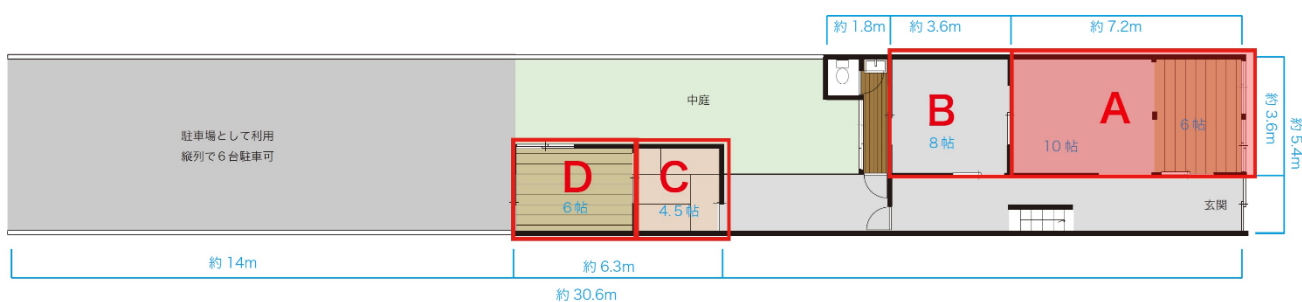 約 1.8m
約 3.6m
約 7.2m
駐車場として利用
縦列で６台駐車可
中庭
B
8帖
A
10 帖
6帖
約 3.6m
約 5.4m
D
6帖
C
4.5 帖
玄関
約 14m
約 6.3m
約 30.6m